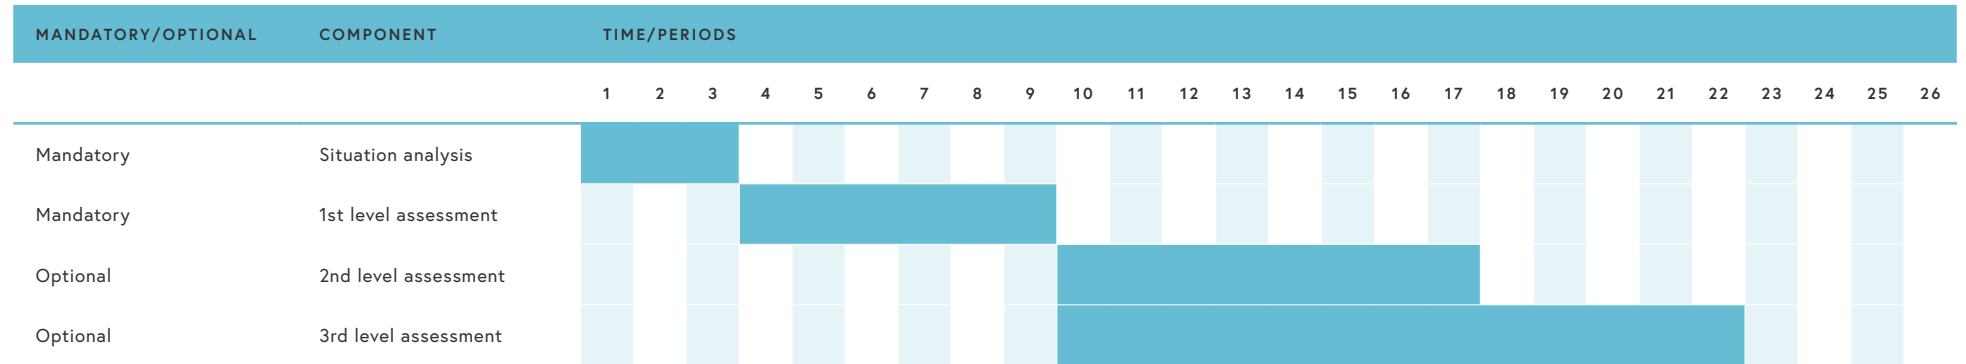 MANDATORY/OPTIONAL COMPONENT TIME/PERIODS
1 2 3 4 5 6 7 8 9 10 11 12 13 14 15 16 17 18 19 20 21 22 23 24 25 26
Mandatory Situation analysis
Mandatory 1st level assessment
Optional 2nd level assessment
Optional 3rd level assessment